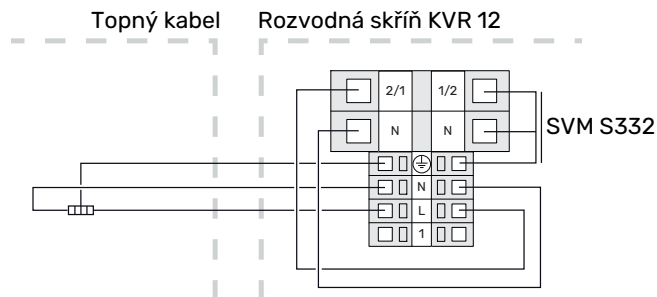 Topný kabel Rozvodná skříň KVR 12
2/1 1/2
N N
SVM S332
N
L
1